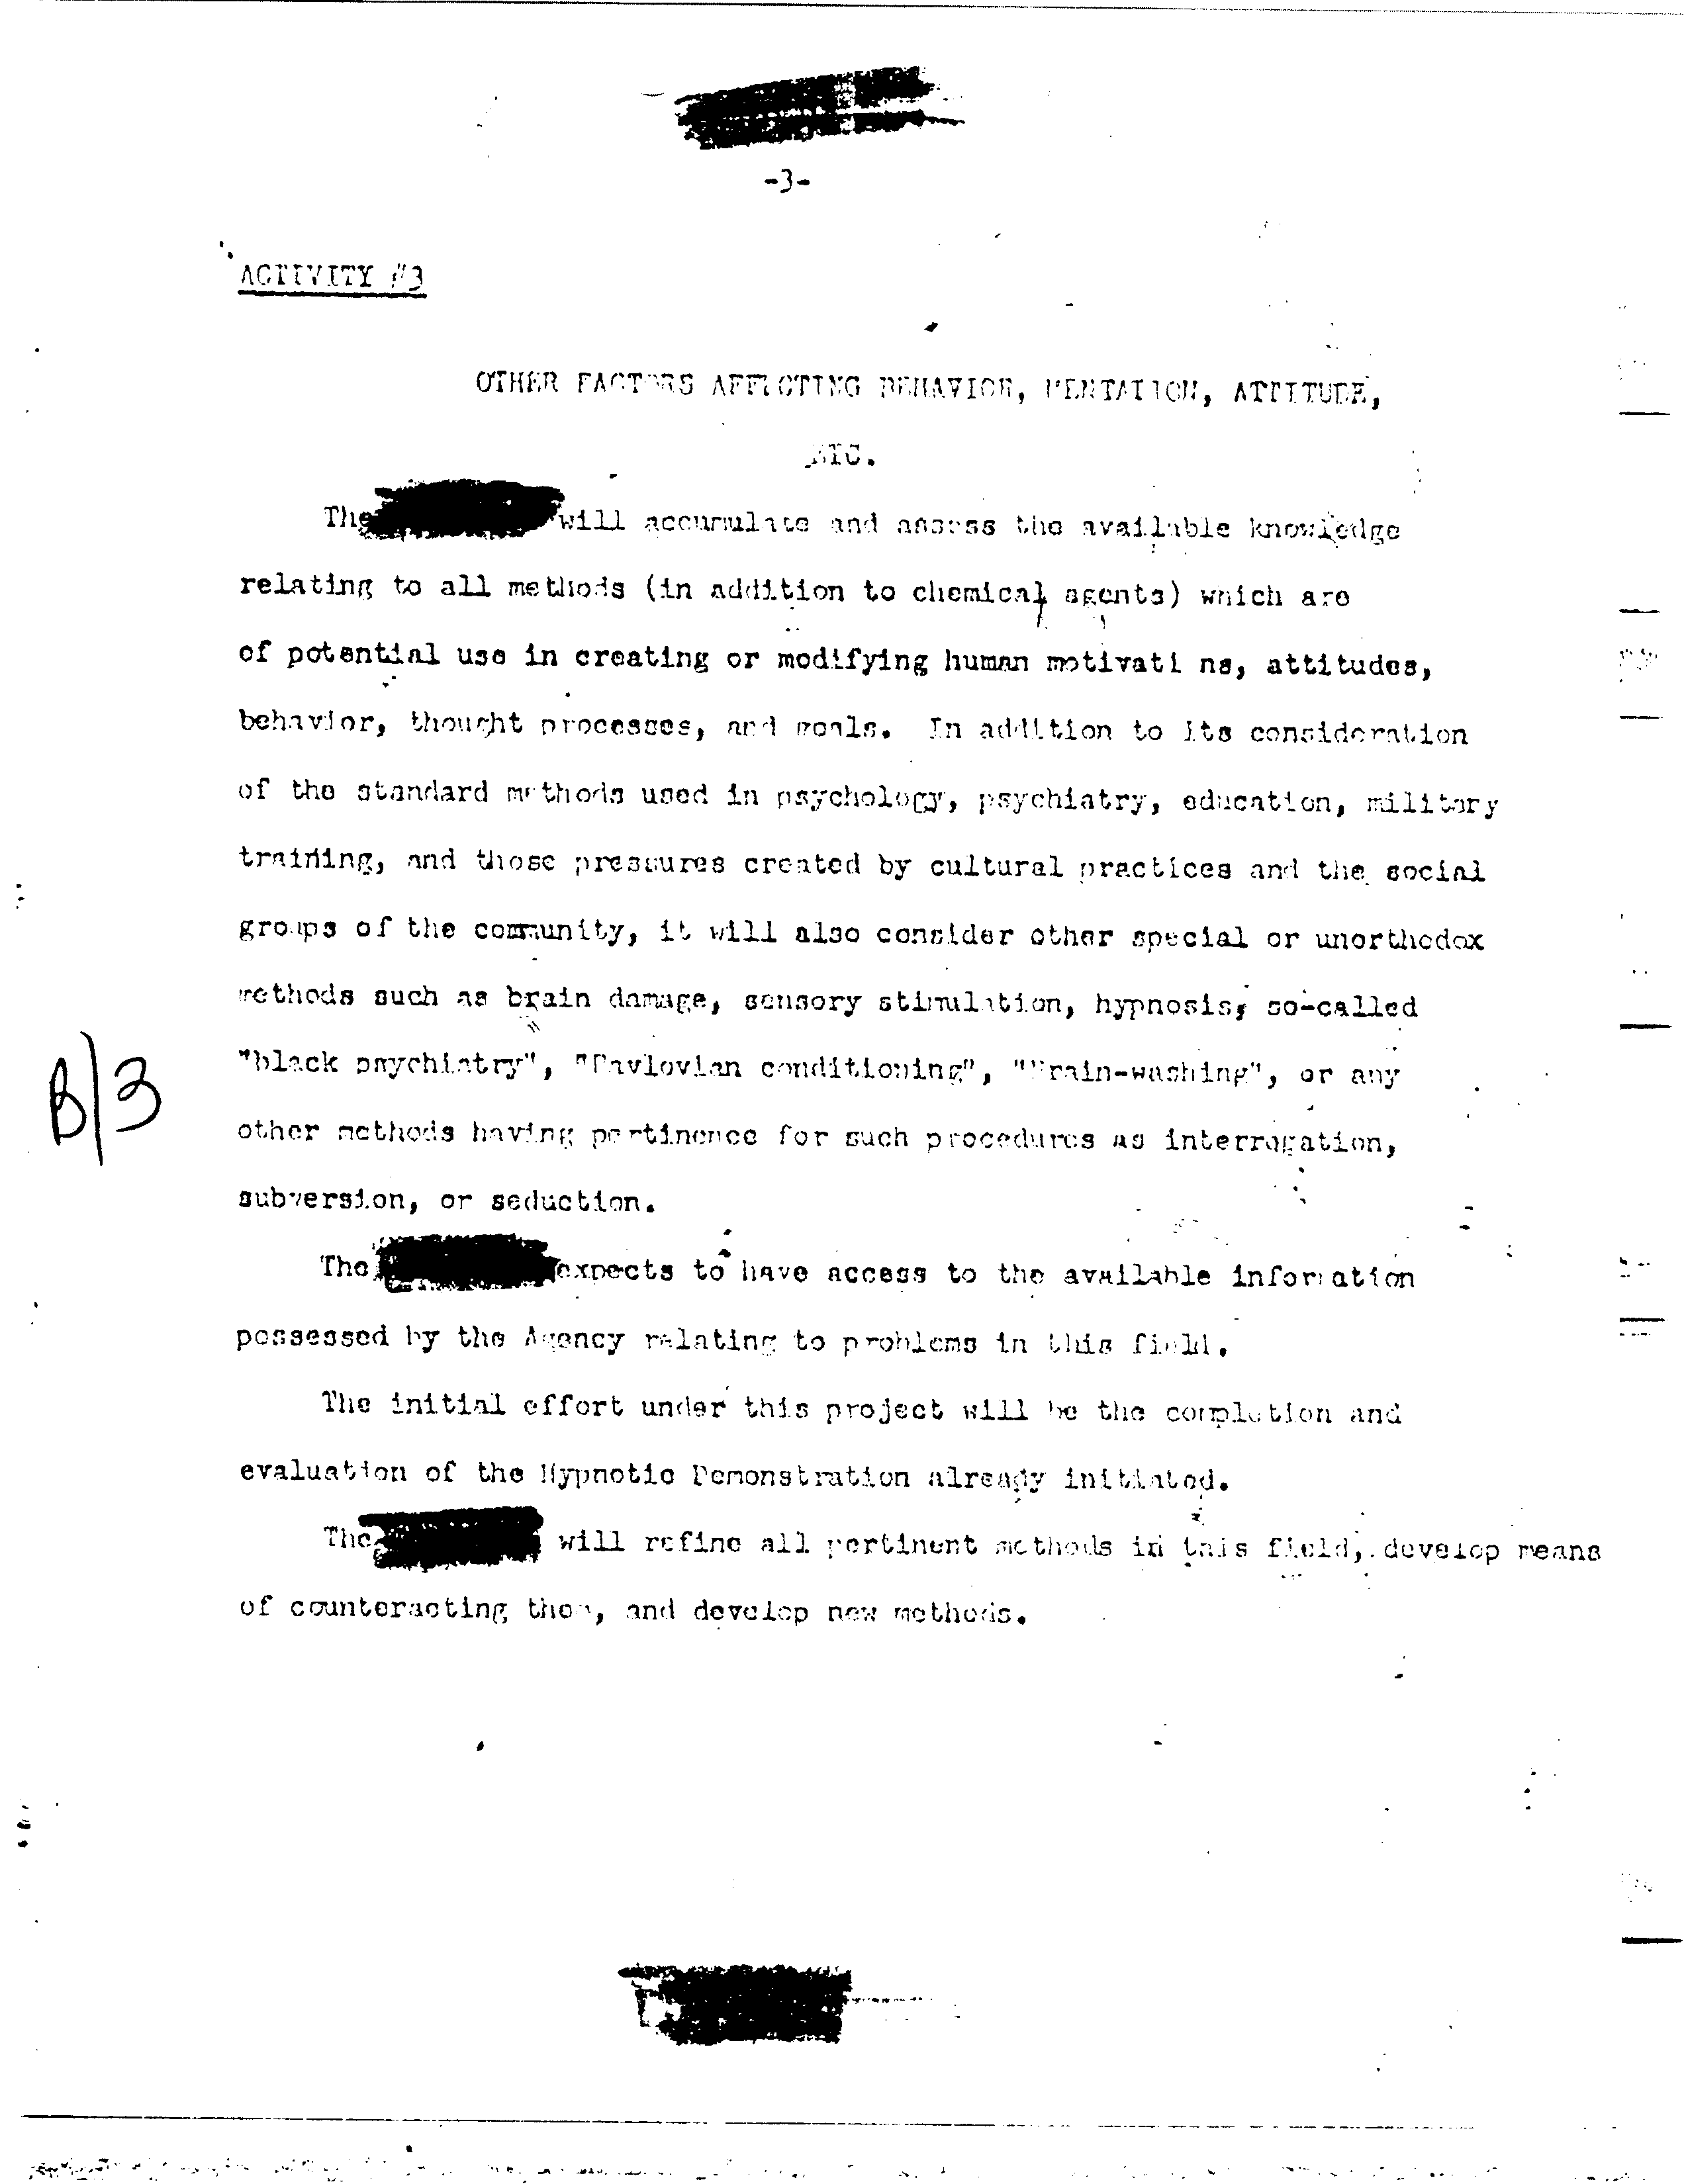 -3-
ACTIVITY #3
OTHER FACTORS AFFECTING BEHAVIOR, MENTATION, ATTITUDE,
ETC.
The will accumulate and assess the available knowledge
relating to all methods (in addition to chemical agents) which are
of potential use in creating or modifying human motivati ns, attitudes,
behavior, thought processes, and goals. In addition to its consideration
of the standard methods used in psychology, psychiatry, education, military
training, and those pressures created by cultural practices and the social
groups of the community, it will also consider other special or unorthodox
methods such as brain damage, sensory stimulation, hypnosis, so-called
"black psychiatry", "Pavlovian conditioning", "Brain-washing", or any
other methods having pertinence for such procedures as interrogation,
subversion, or seduction.
B/3
The expects to have access to the available information
possessed by the Agency relating to problems in this field.
The initial effort under this project will be the completion and
evaluation of the Hypnotic Demonstration already initiated.
The will refine all pertinent methods in this field, develop means
of counteracting them, and develop new methods.